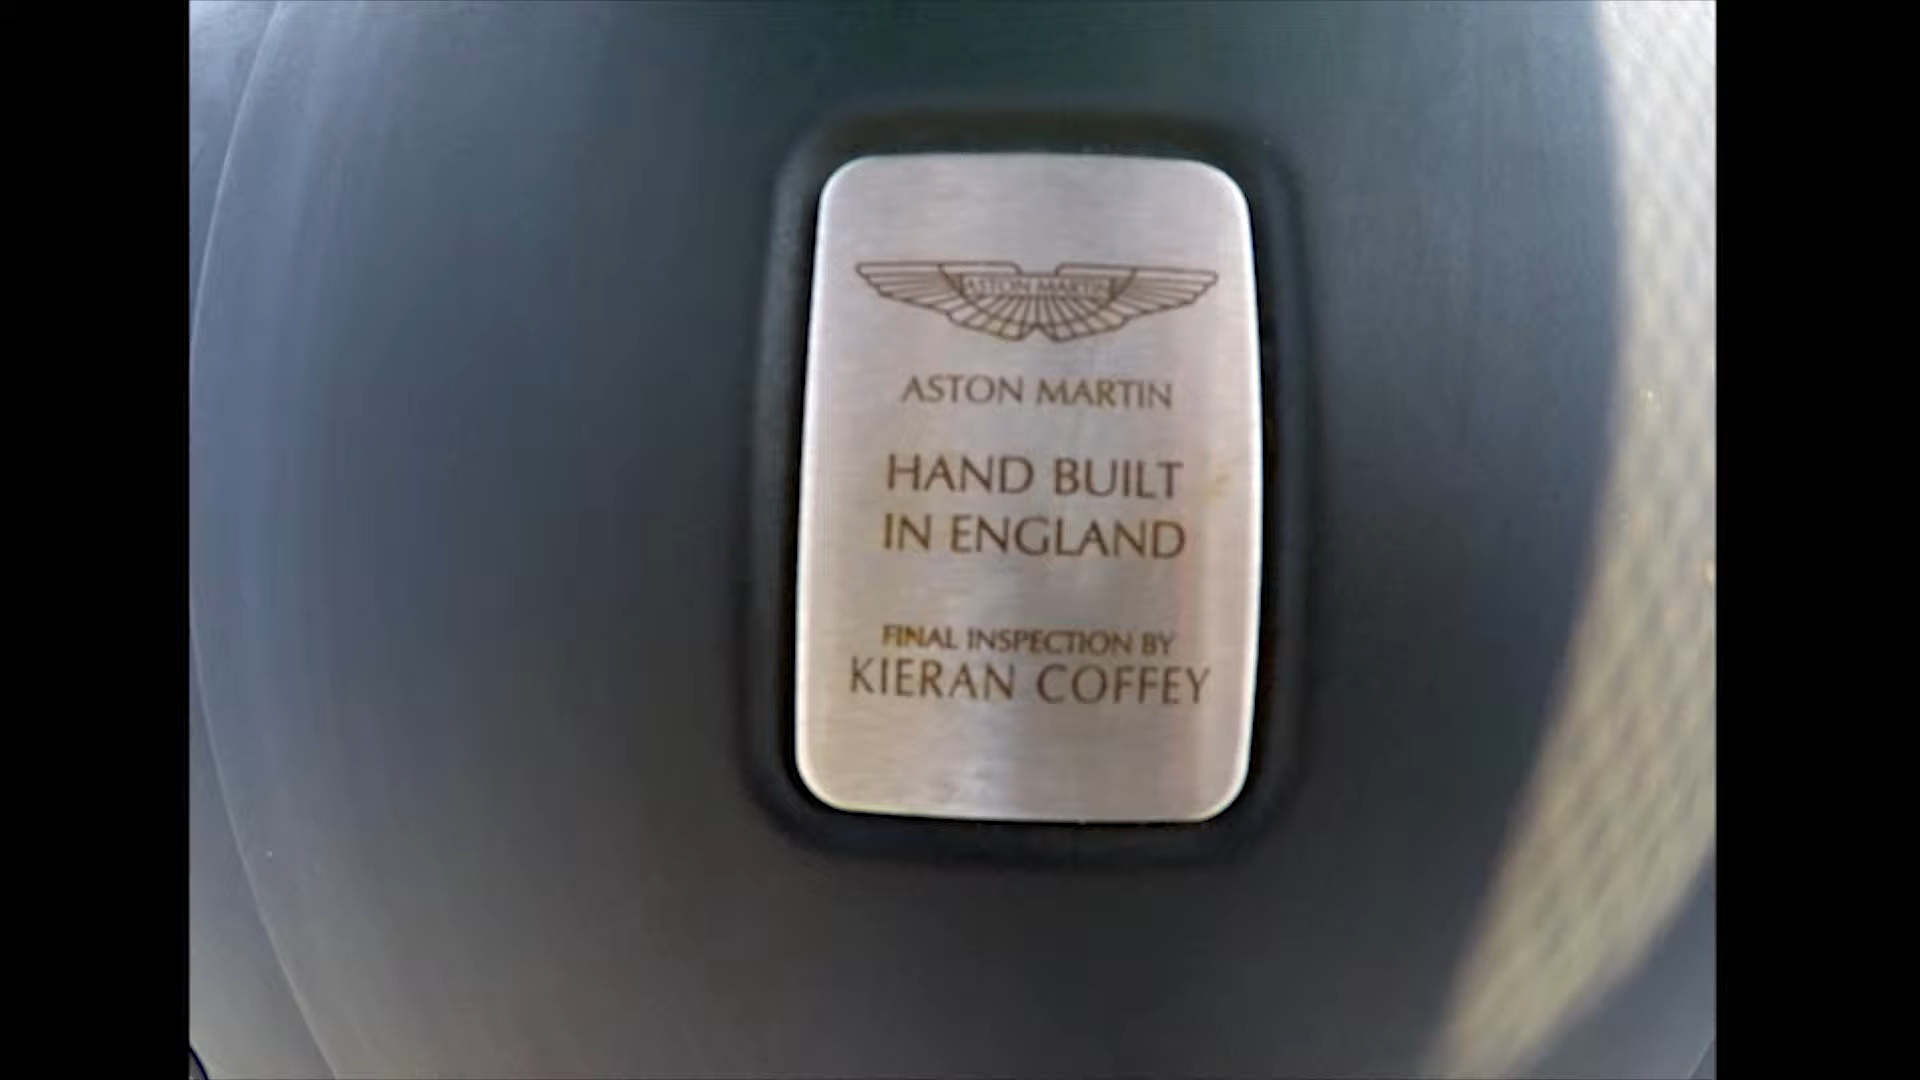 ASTON MARTIN
ASTON MARTIN
HAND BUILT
IN ENGLAND
FINAL INSPECTION BY
KIERAN COFFEY